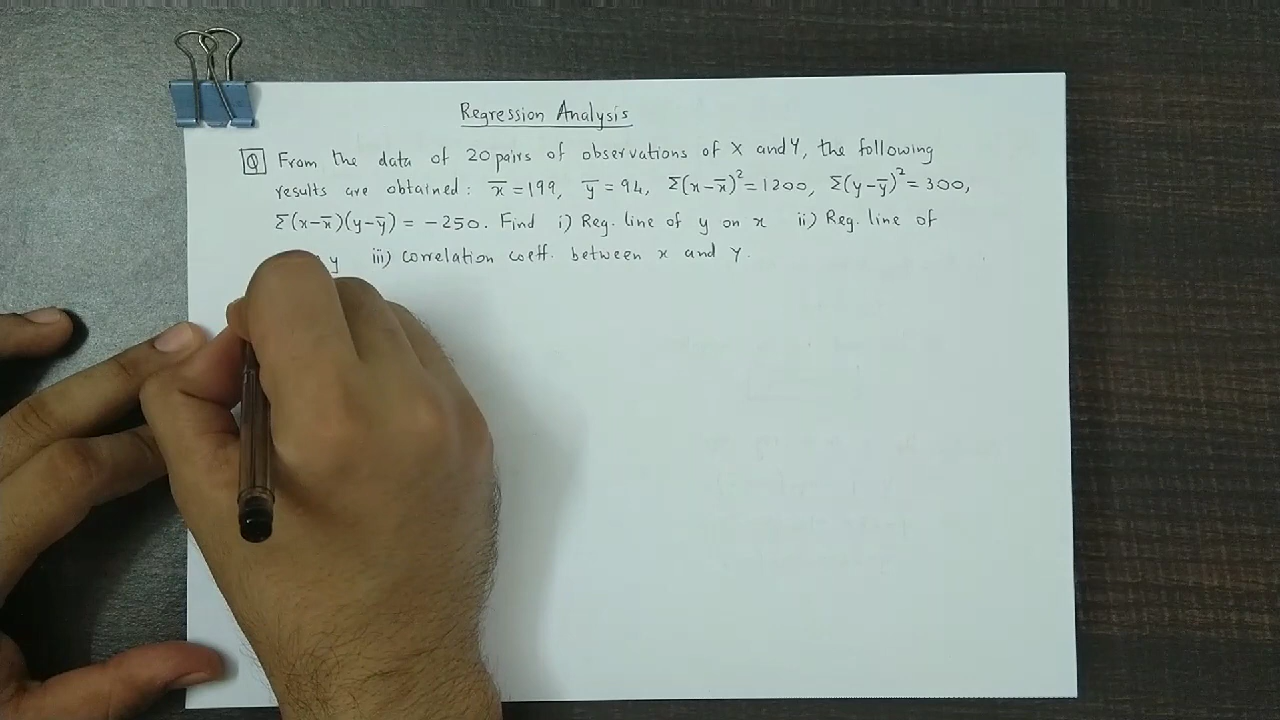 Regression Analysis
Q From the data of 20 pairs of observations of X and Y, the following
results are obtained: x̅ = 199, y̅ = 94, Σ(x-x̅)² = 1200, Σ(y-y̅)² = 300,
Σ(x-x̅)(y-y̅) = -250. Find i) Reg. line of y on x ii) Reg. line of
y iii) Correlation coeff. between x and Y.